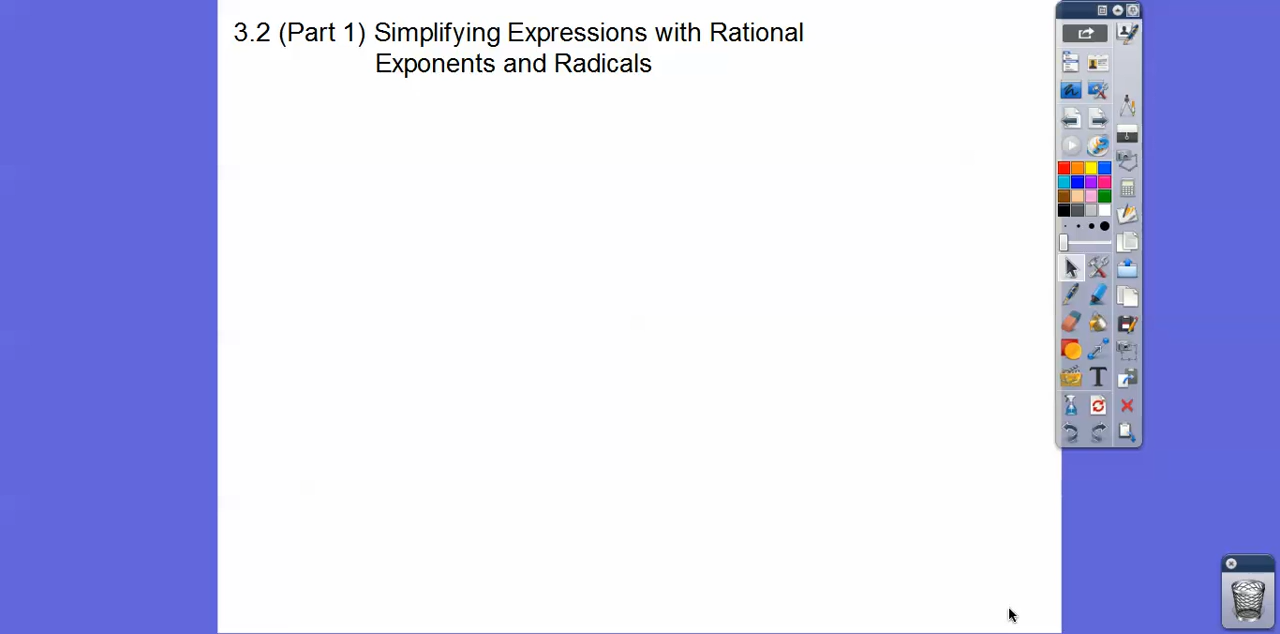 3.2 (Part 1) Simplifying Expressions with Rational
Exponents and Radicals
T